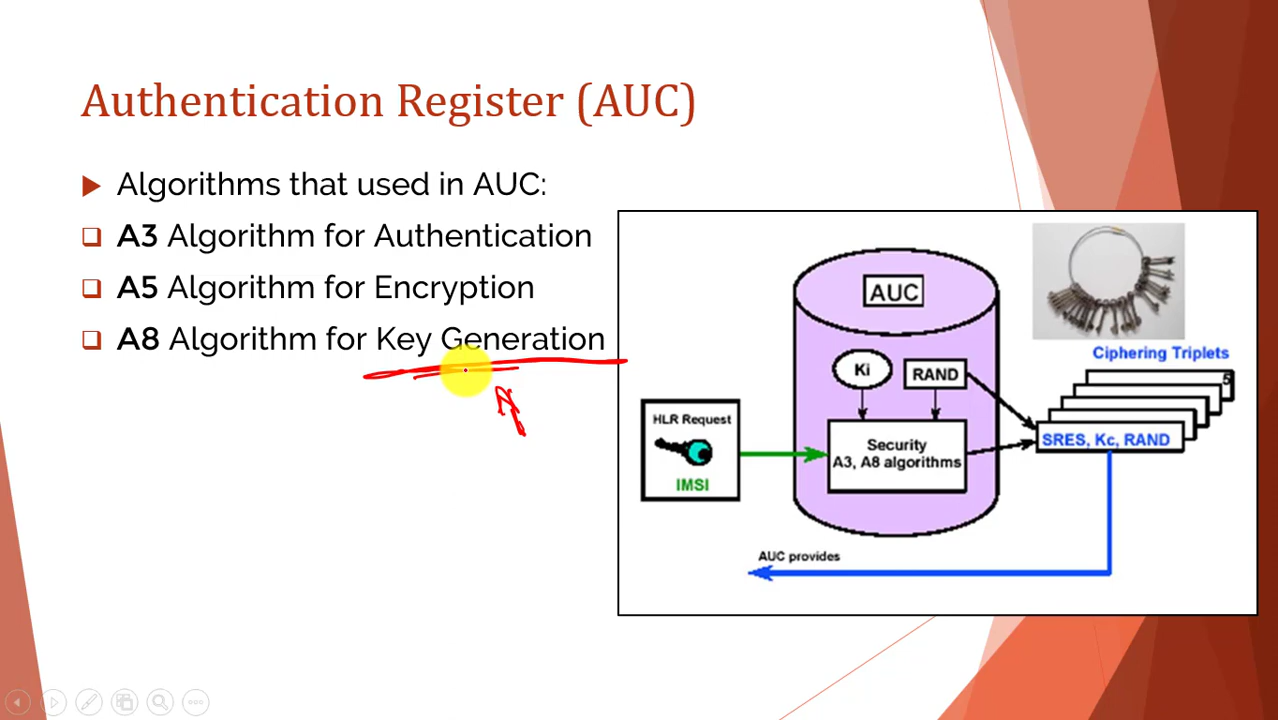 Authentication Register (AUC)
Algorithms that used in AUC:
A3 Algorithm for Authentication
A5 Algorithm for Encryption
A8 Algorithm for Key Generation
AUC
Ciphering Triplets
5
Ki
RAND
HLR Request
IMSI
Security
A3, A8 algorithms
SRES, Kc, RAND
AUC provides